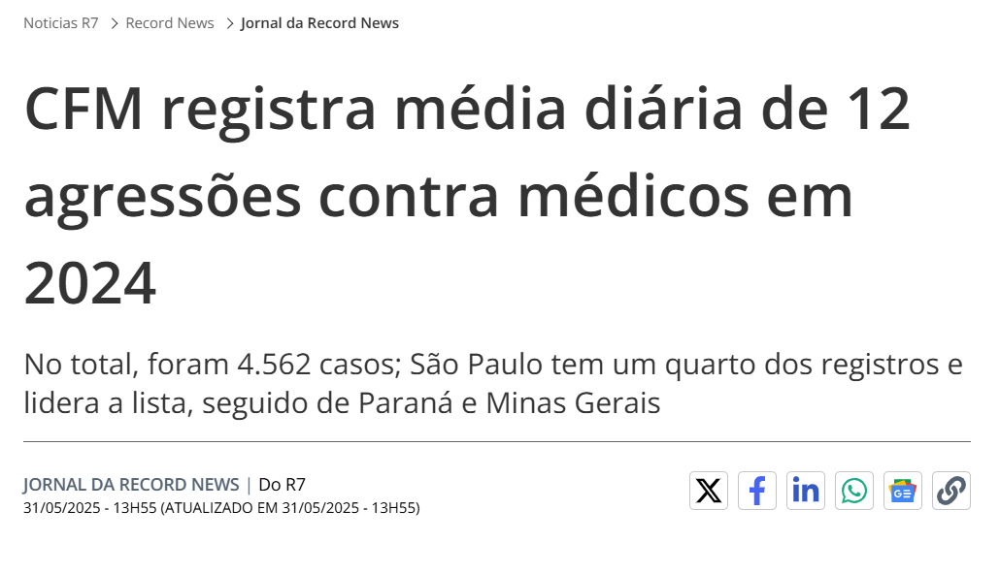 Noticias R7 > Record News > Jornal da Record News
CFM registra média diária de 12
agressões contra médicos em
2024
No total, foram 4.562 casos; São Paulo tem um quarto dos registros e
lidera a lista, seguido de Paraná e Minas Gerais
JORNAL DA RECORD NEWS | Do R7
31/05/2025 - 13H55 (ATUALIZADO EM 31/05/2025 - 13H55)